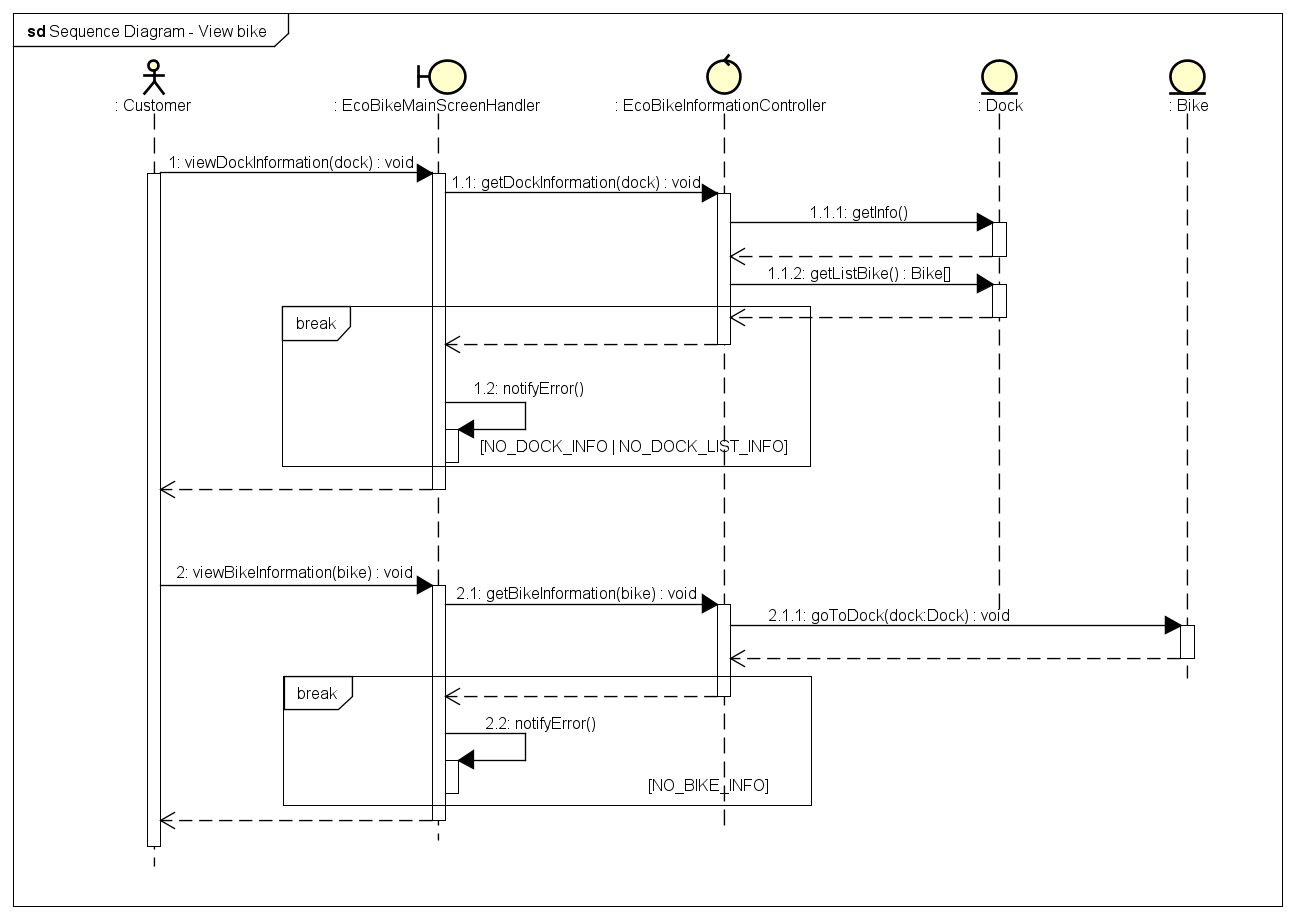 sd Sequence Diagram - View bike
: Customer
: EcoBikeMainScreenHandler
: EcoBikeInformationController
: Dock
: Bike
1: viewDockInformation(dock) : void
1.1: getDockInformation(dock) : void
1.1.1: getInfo()
1.1.2: getListBike() : Bike[]
break
1.2: notifyError()
[NO_DOCK_INFO | NO_DOCK_LIST_INFO]
2: viewBikeInformation(bike) : void
2.1: getBikeInformation(bike) : void
2.1.1: goToDock(dock:Dock) : void
break
2.2: notifyError()
[NO_BIKE_INFO]